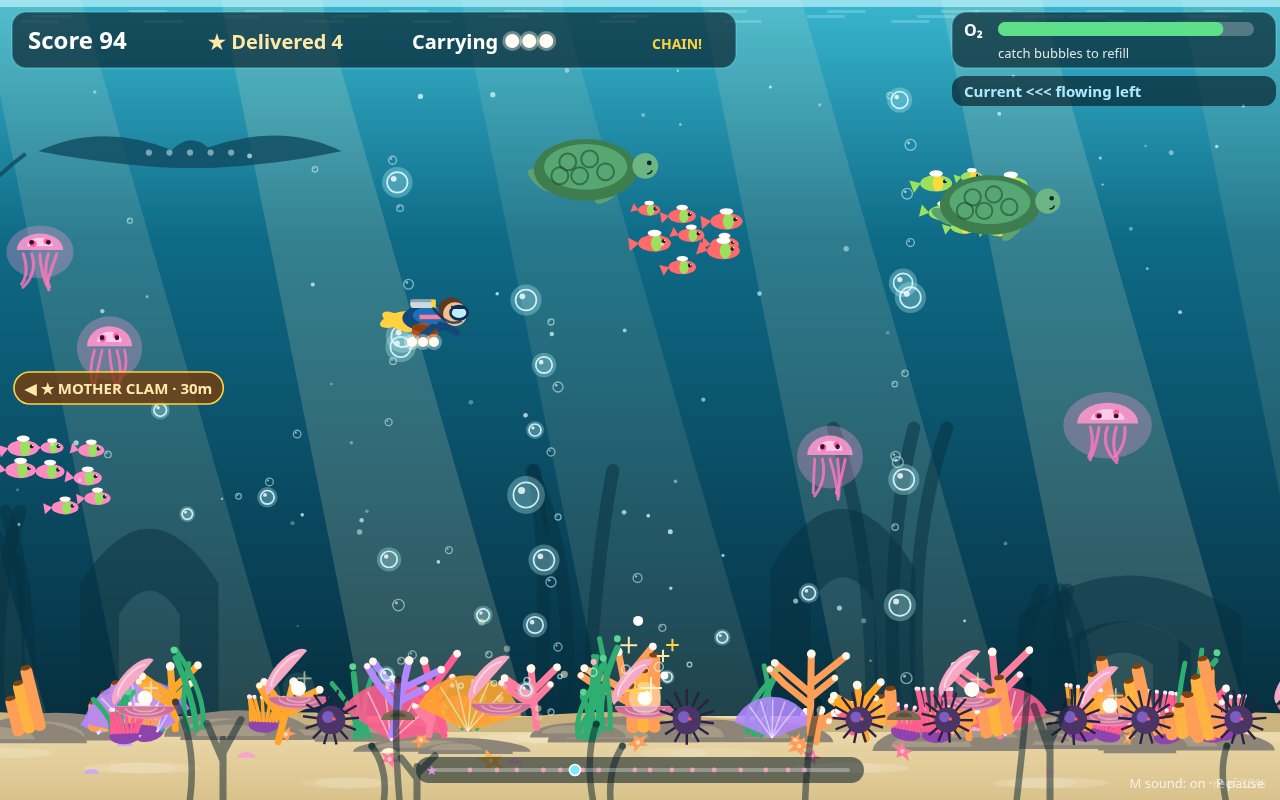 Score 94
★ Delivered 4
Carrying
CHAIN!
O₂
catch bubbles to refill
Current <<< flowing left
◀ ★ MOTHER CLAM · 30m
M sound: on · P pause